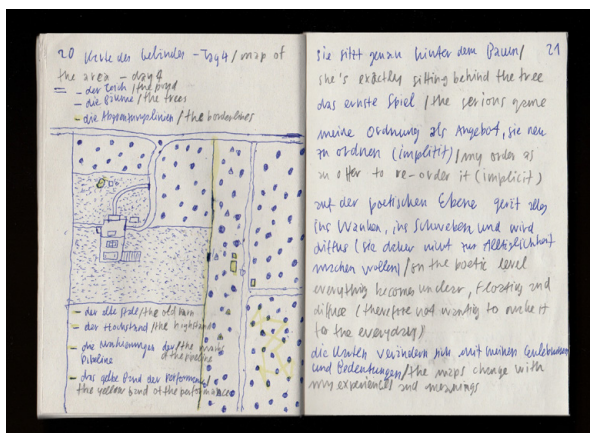 20 Karte des Geländes - Tag 4 / map of
the area - day 4
- der Teich / the pond
- die Bäume / the trees
- die Abgrenzungslinien / the borderlines
- der alte Stall / the old barn
- der Hochstand / the highstand
- die Markierungen der / the marks
Pipeline of the pipeline
- das gelbe Band der Performance /
the yellow band of the performance
sie sitzt genau hinter dem Baum / 21
she's exactly sitting behind the tree
das ernste Spiel / the serious game
meine Ordnung als Angebot, sie neu
zu ordnen (implizit) / my order as
an offer to re-order it (implicit)
auf der poetischen Ebene gerät alles
ins Wanken, ins Schweben und wird
diffus (sie daher nicht zur Alltäglichkeit
machen wollen) / on the poetic level
everything becomes unclear, floating and
diffuse (therefore not wanting to make it
to the everyday)
die Karten verändern sich mit meinen Erlebnissen
und Bedeutungen / the maps change with
my experiences and meanings